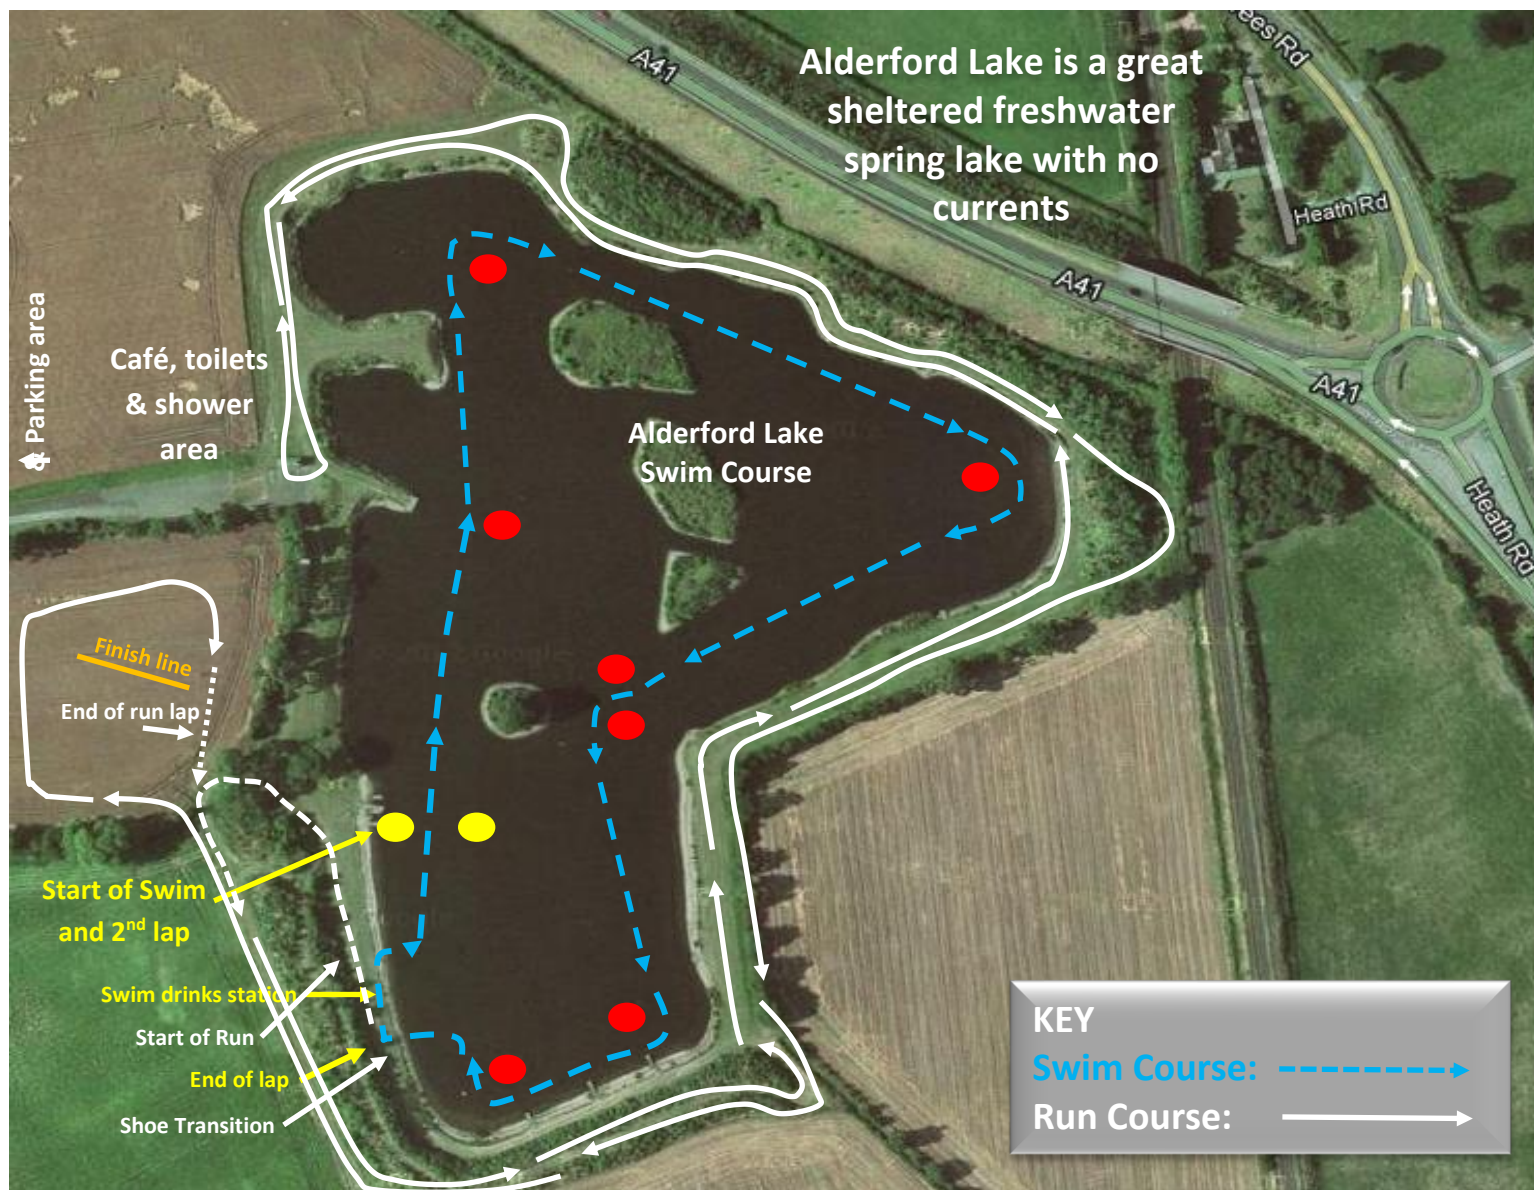 A41
Alderford Lake is a great
sheltered freshwater
spring lake with no
currents
Heath Rd
A41
A41
Heath Rd
& Parking area
Café, toilets
& shower
area
Alderford Lake
Swim Course
Finish line
End of run lap
Start of Swim
and 2nd lap
Swim drinks station
Start of Run
End of lap
Shoe Transition
KEY
Swim Course:
Run Course: